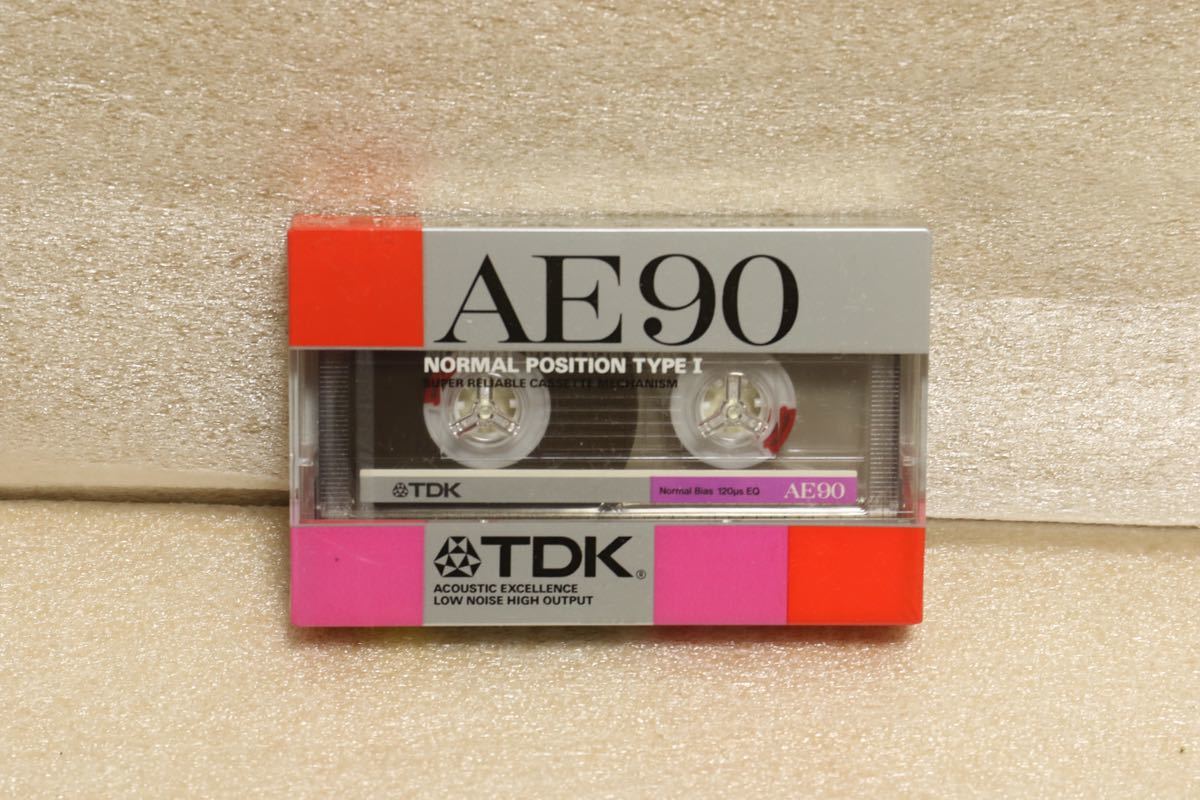 AE90
NORMAL POSITION TYPE I
SUPER RELIABLE CASSETTE MECHANISM
TDK
Normal Bias 120µs EQ AE90
TDK®
ACOUSTIC EXCELLENCE
LOW NOISE HIGH OUTPUT